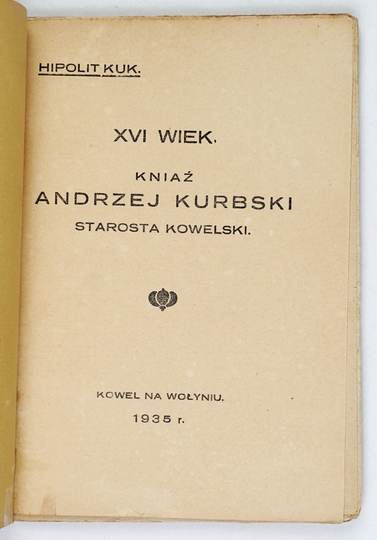 HIPOLIT KUK.
XVI WIEK.
KNIAŹ
ANDRZEJ KURBSKI
STAROSTA KOWELSKI.
KOWEL NA WOŁYNIU.
1935 r.